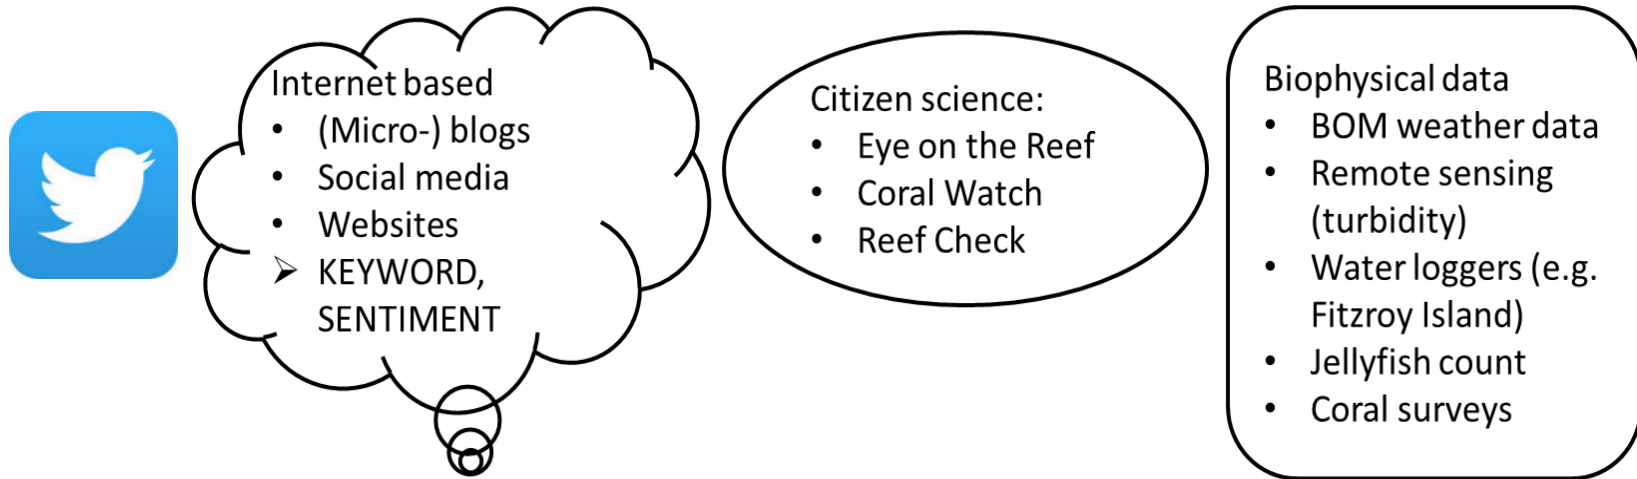 Internet based
• (Micro-) blogs
• Social media
• Websites
➢ KEYWORD,
SENTIMENT
Citizen science:
• Eye on the Reef
• Coral Watch
• Reef Check
Biophysical data
• BOM weather data
• Remote sensing
(turbidity)
• Water loggers (e.g.
Fitzroy Island)
• Jellyfish count
• Coral surveys